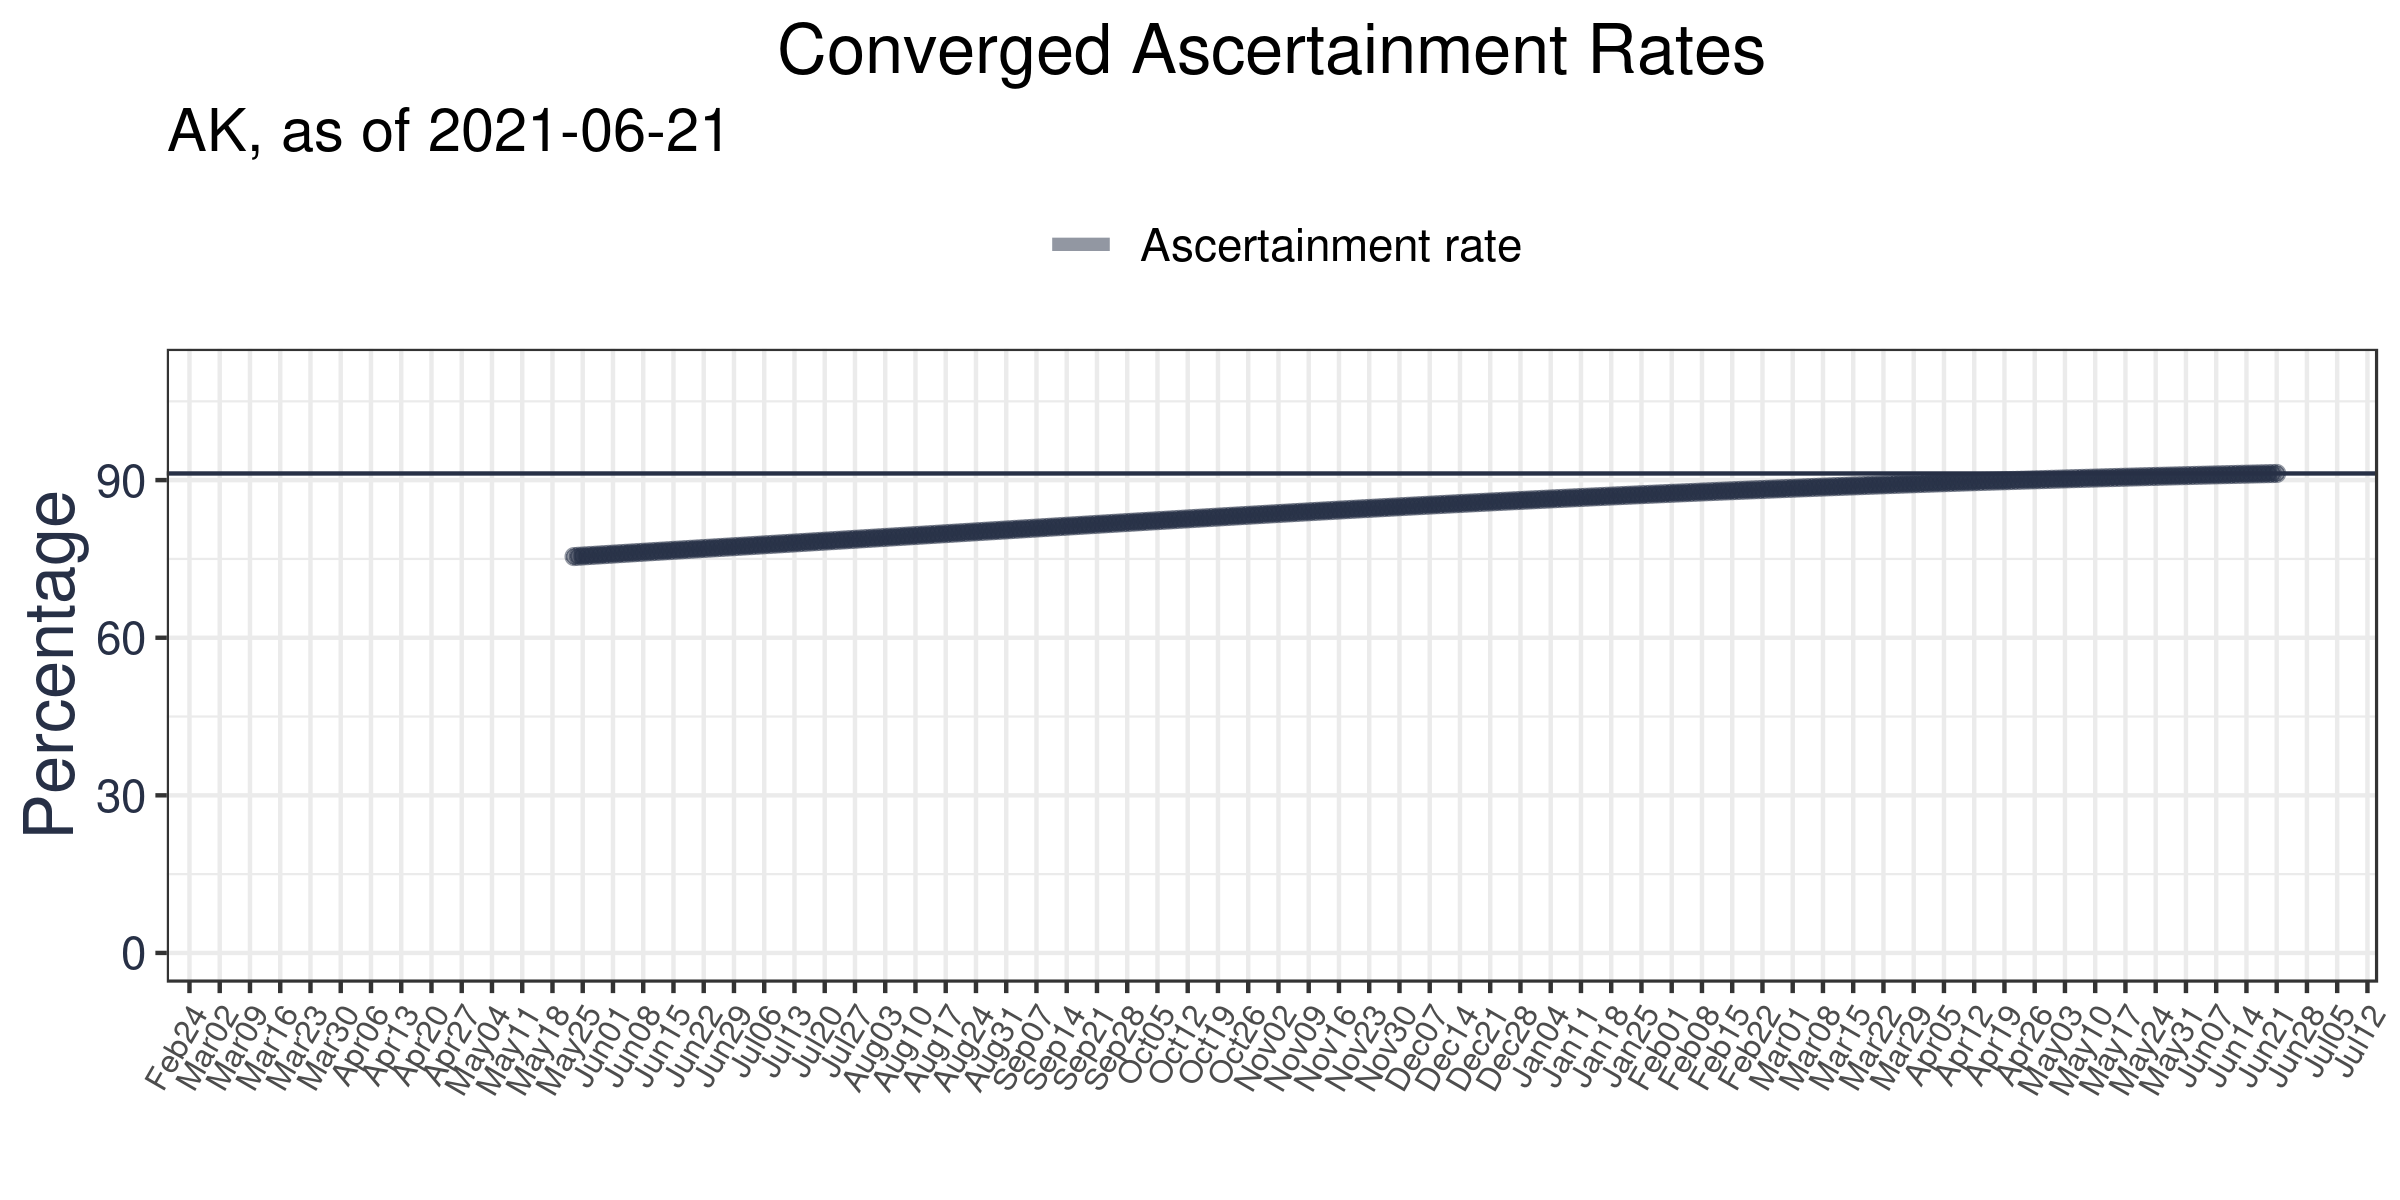 Converged Ascertainment Rates
AK, as of 2021-06-21
Ascertainment rate
Percentage
90
60
30
0
Feb24
Mar02
Mar09
Mar16
Mar23
Mar30
Apr06
Apr13
Apr20
Apr27
May04
May11
May18
May25
Jun01
Jun08
Jun15
Jun22
Jun29
Jul06
Jul13
Jul20
Jul27
Aug03
Aug10
Aug17
Aug24
Aug31
Sep07
Sep14
Sep21
Sep28
Oct05
Oct12
Oct19
Oct26
Nov02
Nov09
Nov16
Nov23
Nov30
Dec07
Dec14
Dec21
Dec28
Jan04
Jan11
Jan18
Jan25
Feb01
Feb08
Feb15
Feb22
Mar01
Mar08
Mar15
Mar22
Mar29
Apr05
Apr12
Apr19
Apr26
May03
May10
May17
May24
May31
Jun07
Jun14
Jun21
Jun28
Jul05
Jul12